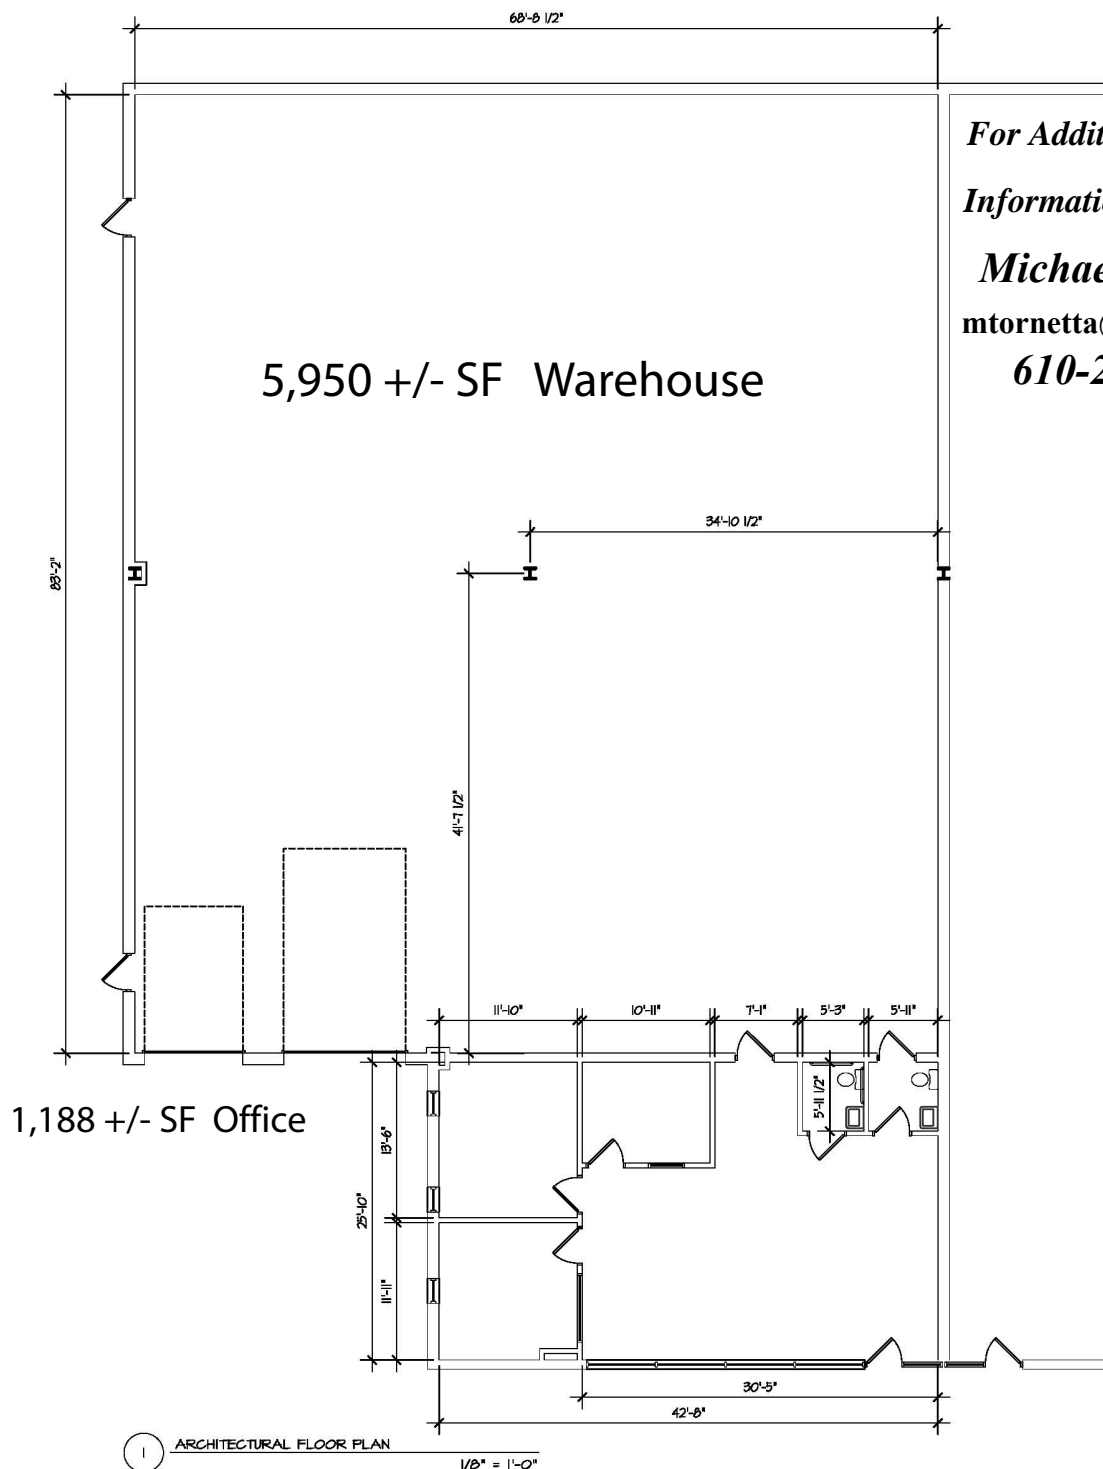 68'-8 1/2"
For Addit
Informati
Michae
mtornetta@
610-2
5,950 +/- SF Warehouse
34'-10 1/2"
83'-2"
41'-7 1/2"
11'-10"
10'-11"
7'-1"
5'-3"
5'-11"
5'-11 1/2"
1,188 +/- SF Office
13'-6"
25'-10"
11'-11"
30'-5"
42'-8"
1
ARCHITECTURAL FLOOR PLAN
1/8" = 1'-0"